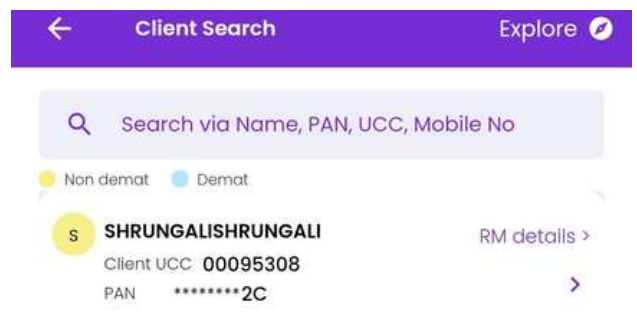 Client Search Explore
Search via Name, PAN, UCC, Mobile No
Non demat Demat
S SHRUNGALISHRUNGALI RM details >
Client UCC 00095308
PAN ********2C >